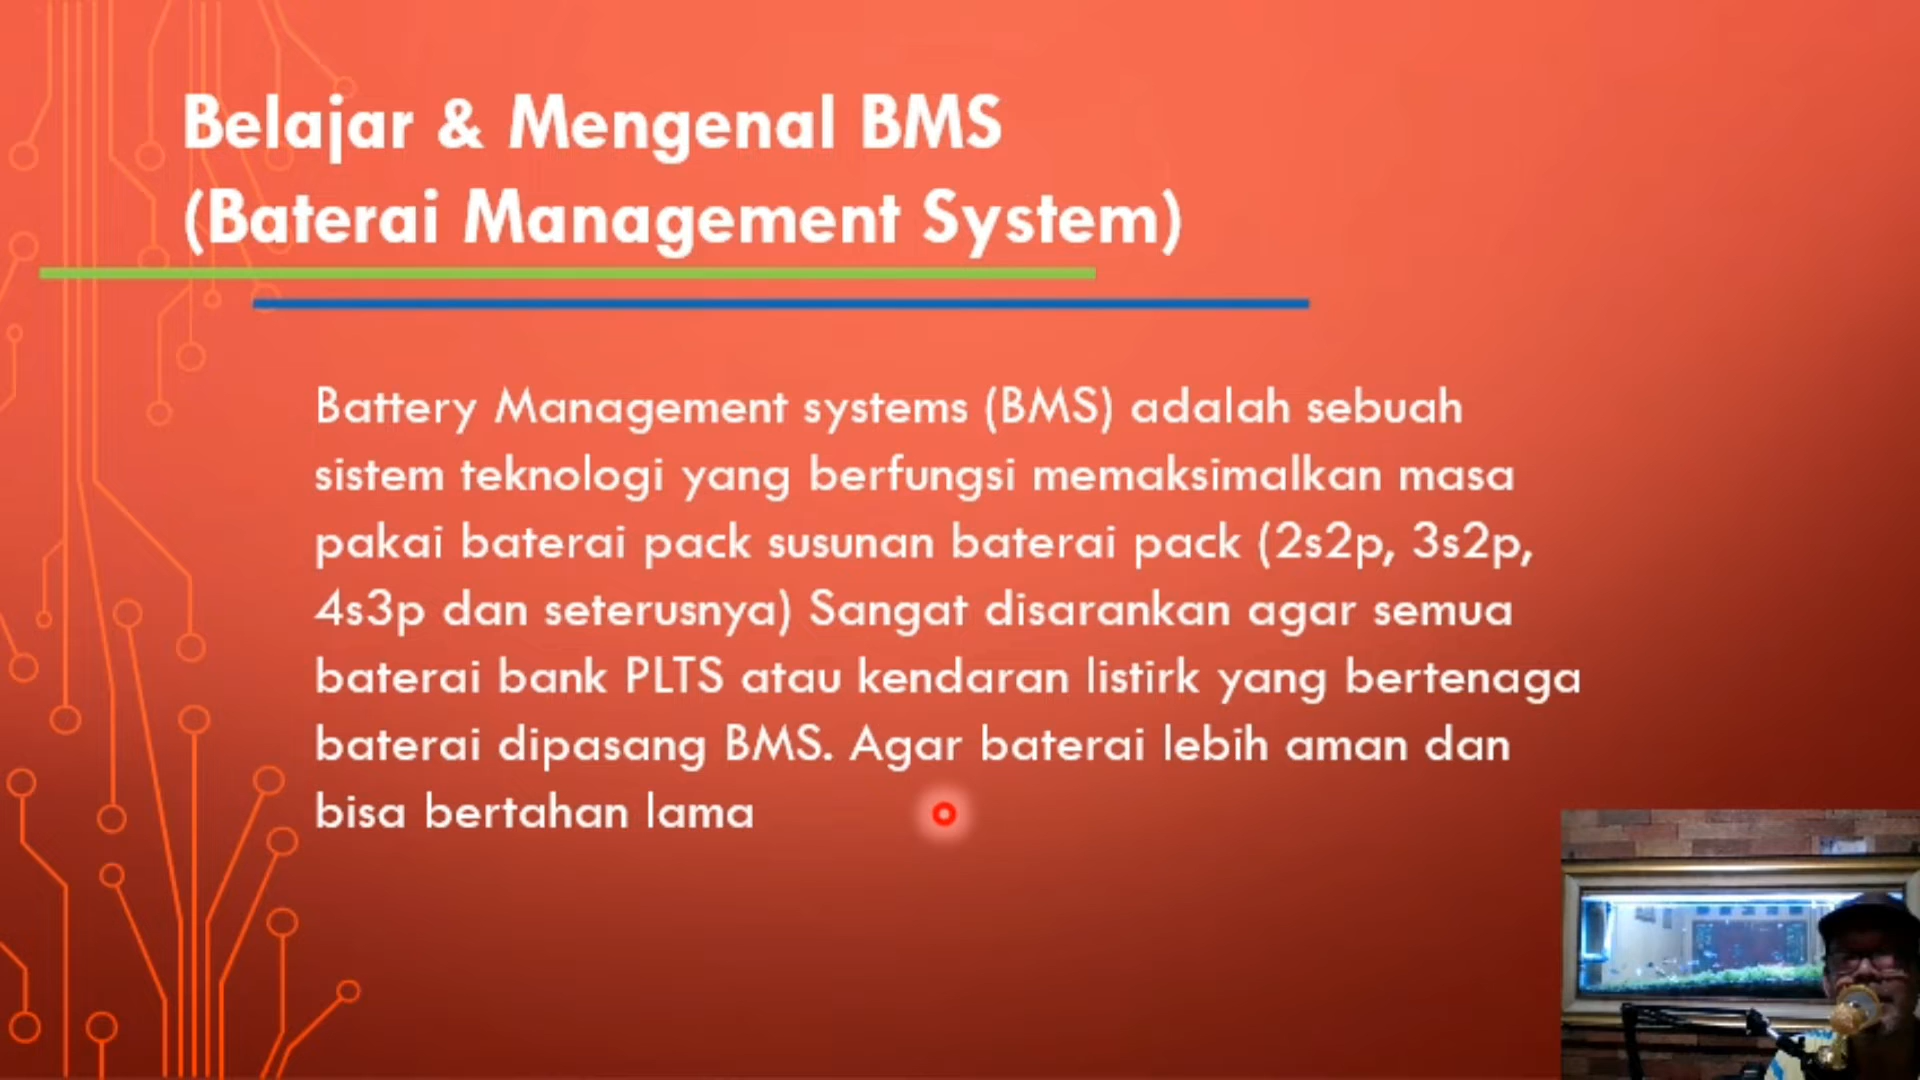 Belajar & Mengenal BMS
(Baterai Management System)
Battery Management systems (BMS) adalah sebuah
sistem teknologi yang berfungsi memaksimalkan masa
pakai baterai pack susunan baterai pack (2s2p, 3s2p,
4s3p dan seterusnya) Sangat disarankan agar semua
baterai bank PLTS atau kendaran listirk yang bertenaga
baterai dipasang BMS. Agar baterai lebih aman dan
bisa bertahan lama